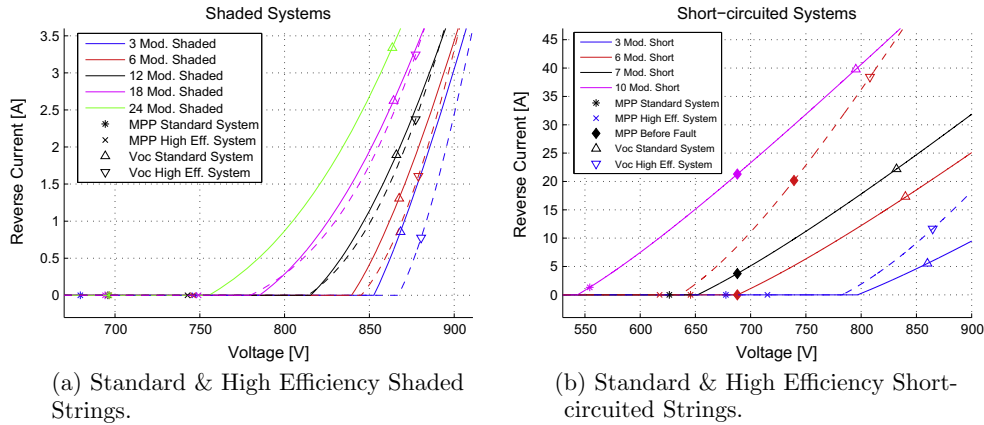 Shaded Systems
3.5
3
2.5
2
1.5
1
0.5
0
Reverse Current [A]
3 Mod. Shaded
6 Mod. Shaded
12 Mod. Shaded
18 Mod. Shaded
24 Mod. Shaded
MPP Standard System
MPP High Eff. System
Voc Standard System
Voc High Eff. System
700 750 800 850 900
Voltage [V]
(a) Standard & High Efficiency Shaded
Strings.
Short−circuited Systems
45
40
35
30
25
20
15
10
5
0
Reverse Current [A]
3 Mod. Short
6 Mod. Short
7 Mod. Short
10 Mod. Short
MPP Standard System
MPP High Eff. System
MPP Before Fault
Voc Standard System
Voc High Eff. System
550 600 650 700 750 800 850 900
Voltage [V]
(b) Standard & High Efficiency Short-
circuited Strings.